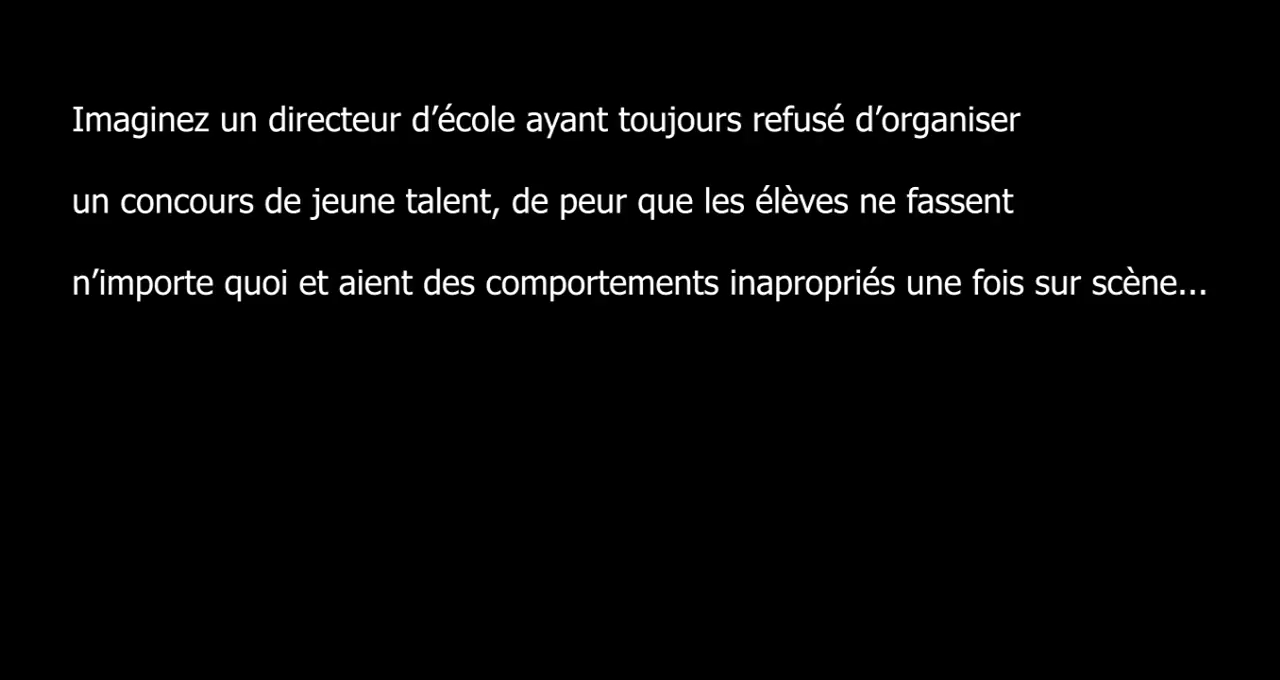 Imaginez un directeur d’école ayant toujours refusé d’organiser
un concours de jeune talent, de peur que les élèves ne fassent
n’importe quoi et aient des comportements inapropriés une fois sur scène...